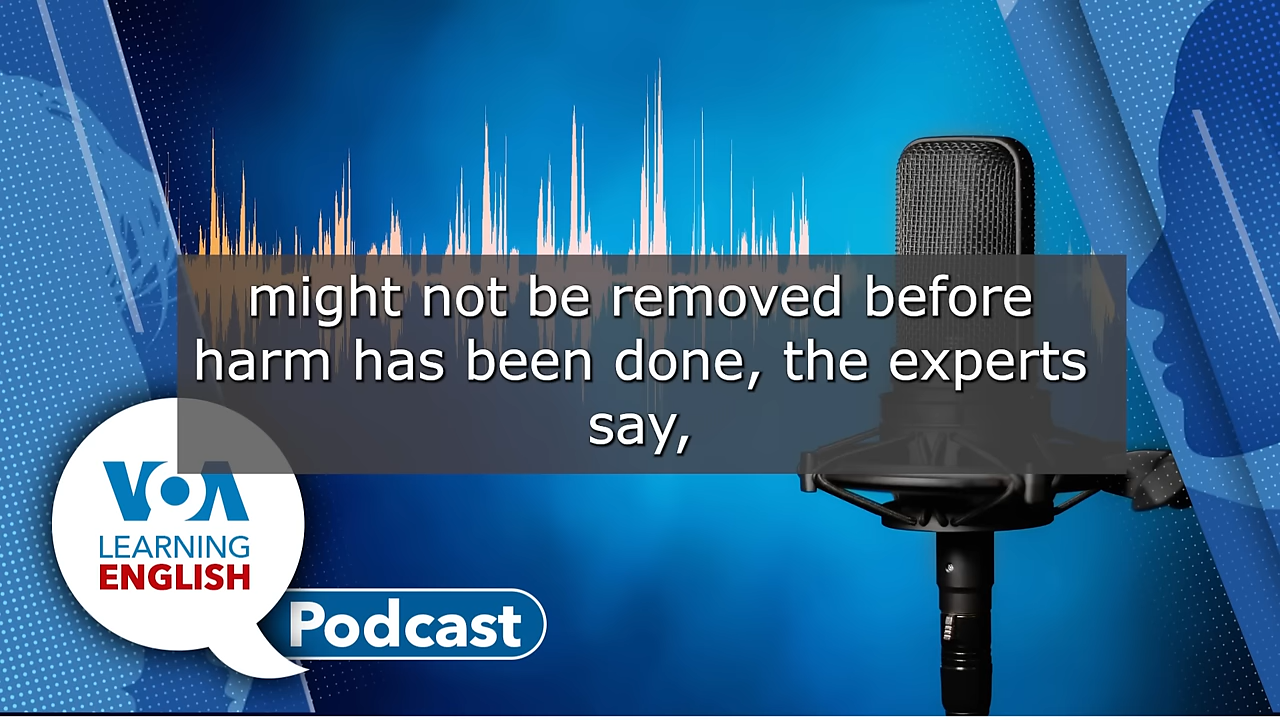 might not be removed before
harm has been done, the experts
say,
VOA
LEARNING
ENGLISH
Podcast